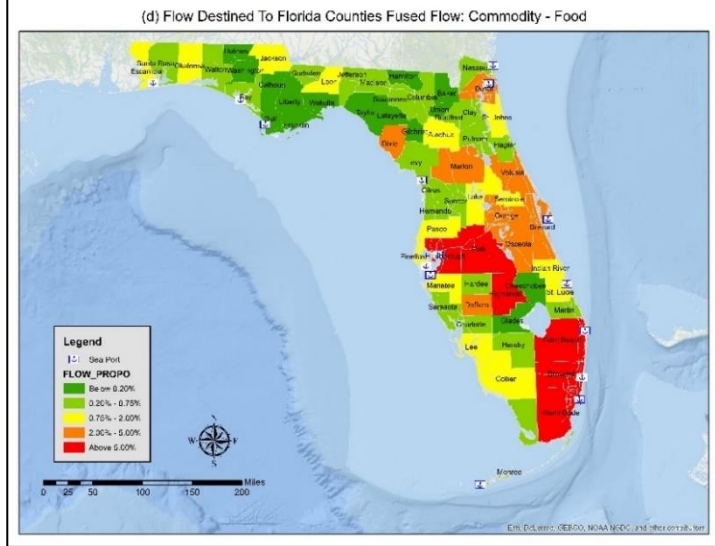 (d) Flow Destined To Florida Counties Fused Flow: Commodity - Food
Holmes
Jackson
Santa Rosa
Okaloosa
Walton
Washington
Escambia
Gadsden
Leon
Jefferson
Madison
Hamilton
Nassau
Bay
Calhoun
Liberty
Wakulla
Suwannee
Columbia
Baker
Duval
Gulf
Franklin
Taylor
Lafayette
Union
Bradford
Clay
St. Johns
Dixie
Gilchrist
Alachua
Putnam
Flagler
Levy
Marion
Volusia
Citrus
Sumter
Lake
Seminole
Hernando
Orange
Pasco
Brevard
Osceola
Polk
Pinellas
Indian River
Manatee
Hardee
Okeechobee
St. Lucie
Sarasota
DeSoto
Highlands
Martin
Charlotte
Glades
Lee
Hendry
Palm Beach
Collier
Broward
Miami-Dade
Monroe
Legend
Sea Port
FLOW_PROPO
Below 0.20%
0.20% - 0.75%
0.75% - 2.00%
2.00% - 5.00%
Above 5.00%
N
W E
S
Miles
0 25 50 100 150 200
Esri, DeLorme, GEBCO, NOAA NGDC, and other contributors